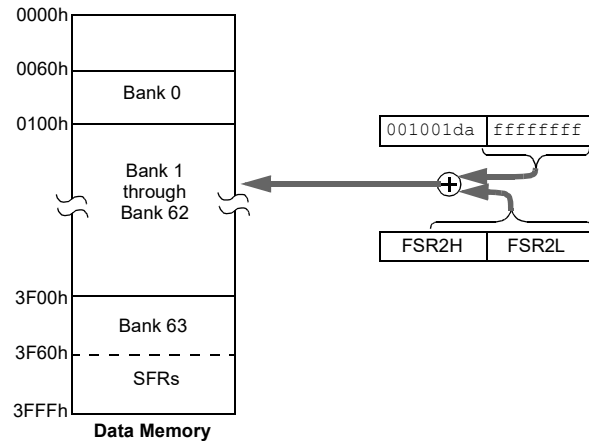 0000h
0060h
Bank 0
0100h
001001da ffffffff
Bank 1
through
Bank 62
FSR2H FSR2L
3F00h
Bank 63
3F60h
SFRs
3FFFh
Data Memory